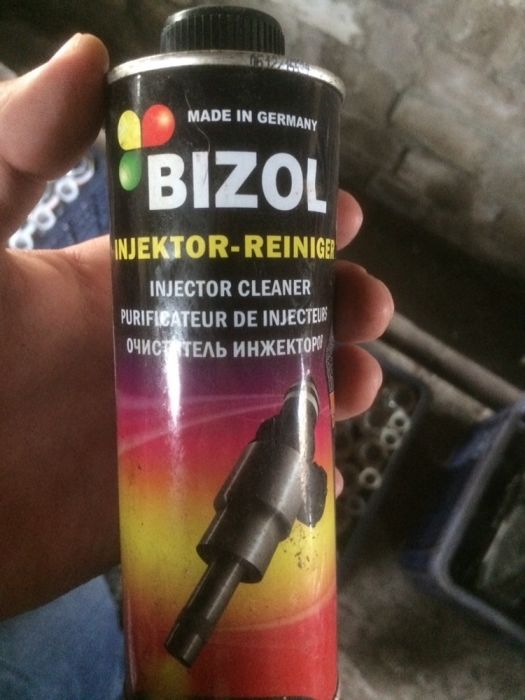 MADE IN GERMANY
BIZOL
INJEKTOR-REINIGER
INJECTOR CLEANER
PURIFICATEUR DE INJECTEURS
ОЧИСТИТЕЛЬ ИНЖЕКТОРОВ